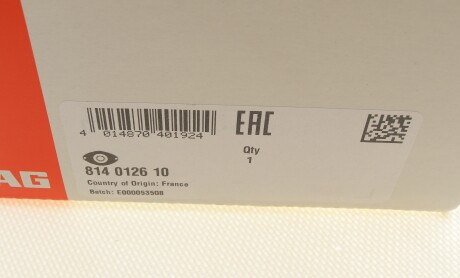 EAC
4 014870 401924
Qty
1
814 0126 10
AG
Country of Origin: France
Batch: E000053508